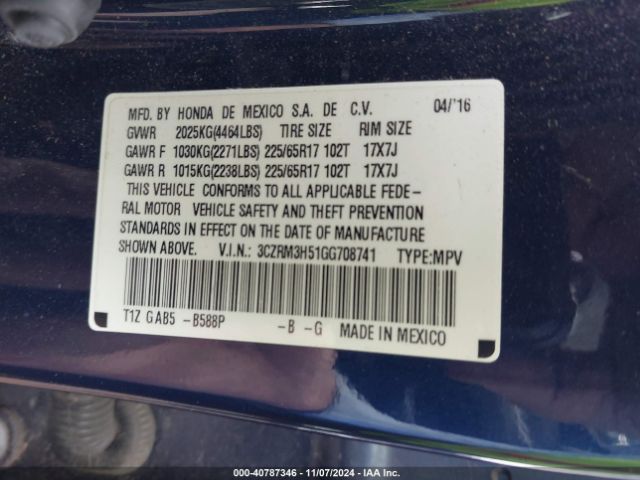 MFD. BY HONDA DE MEXICO S.A. DE C.V. 04/'16
GVWR 2025KG(4464LBS) TIRE SIZE RIM SIZE
GAWR F 1030KG(2271LBS) 225/65R17 102T 17X7J
GAWR R 1015KG(2238LBS) 225/65R17 102T 17X7J
THIS VEHICLE CONFORMS TO ALL APPLICABLE FEDE-
RAL MOTOR VEHICLE SAFETY AND THEFT PREVENTION
STANDARDS IN EFFECT ON THE DATE OF MANUFACTURE
SHOWN ABOVE. V.I.N.: 3CZRM3H51GG708741 TYPE:MPV
T1Z GAB5 -B588P -B -G MADE IN MEXICO
000-40787346 - 11/07/2024 - IAA Inc.